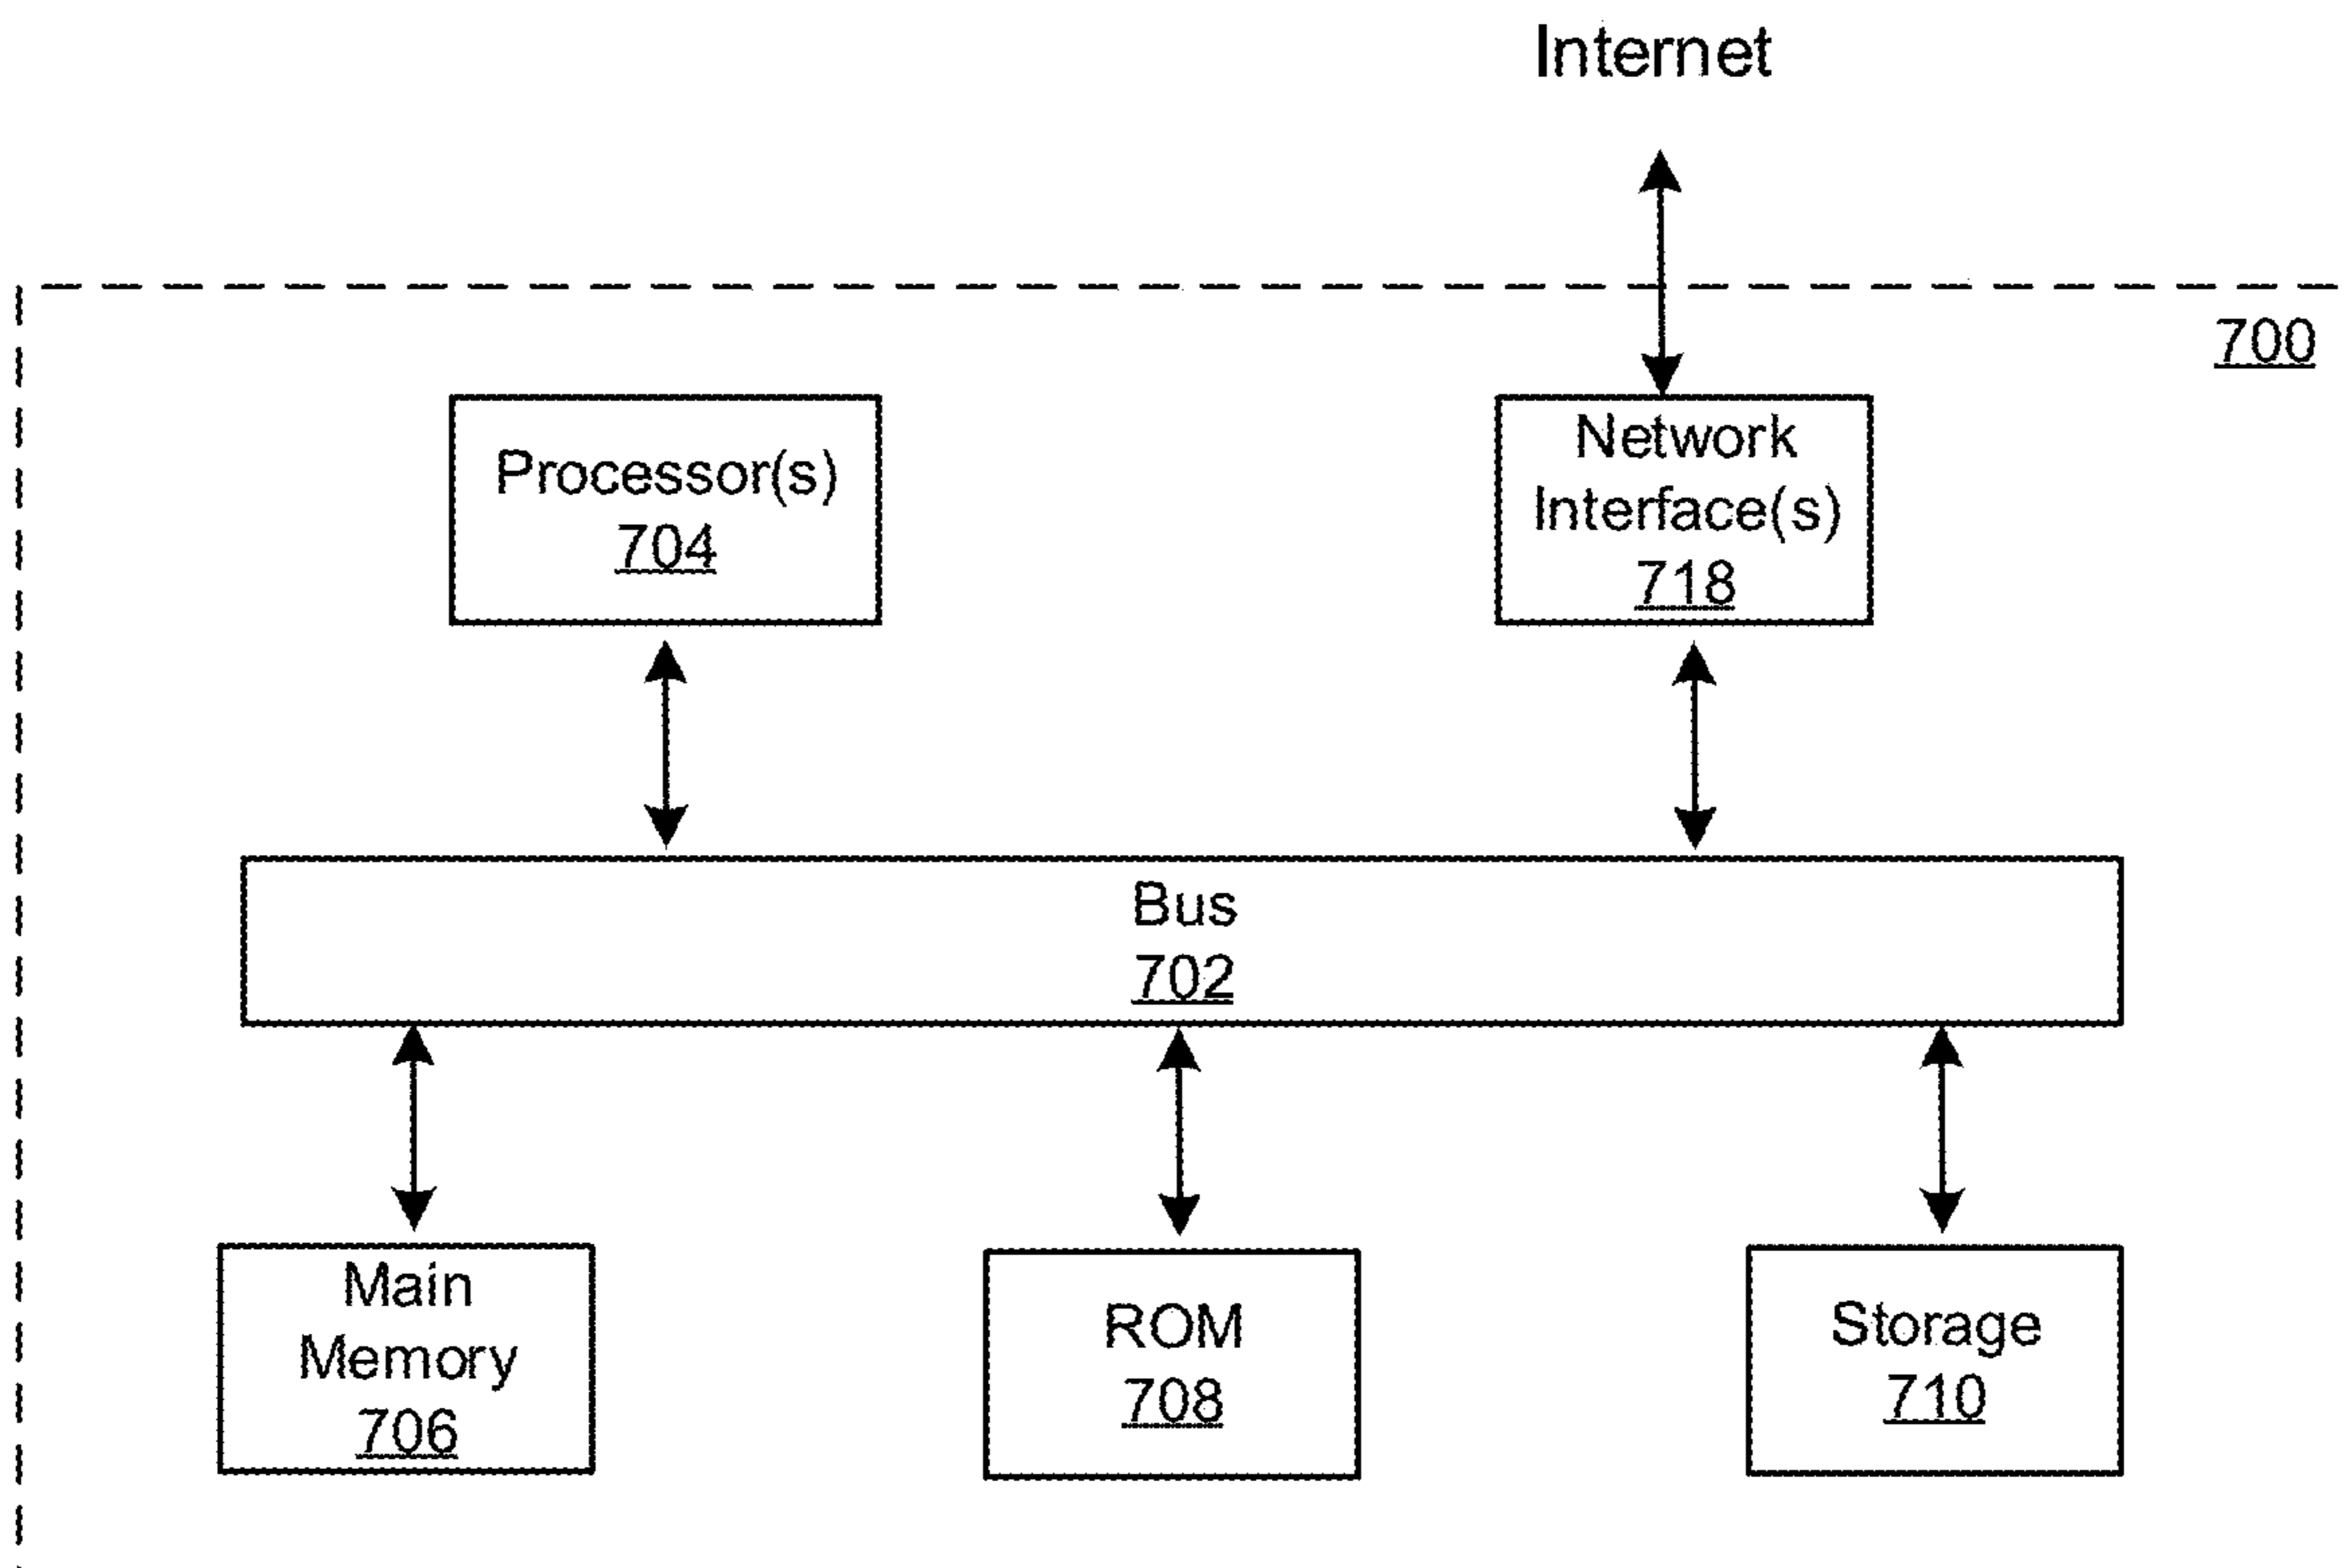 Internet
700
Processor(s)
704
Network
Interface(s)
718
Bus
702
Main
Memory
706
ROM
708
Storage
710